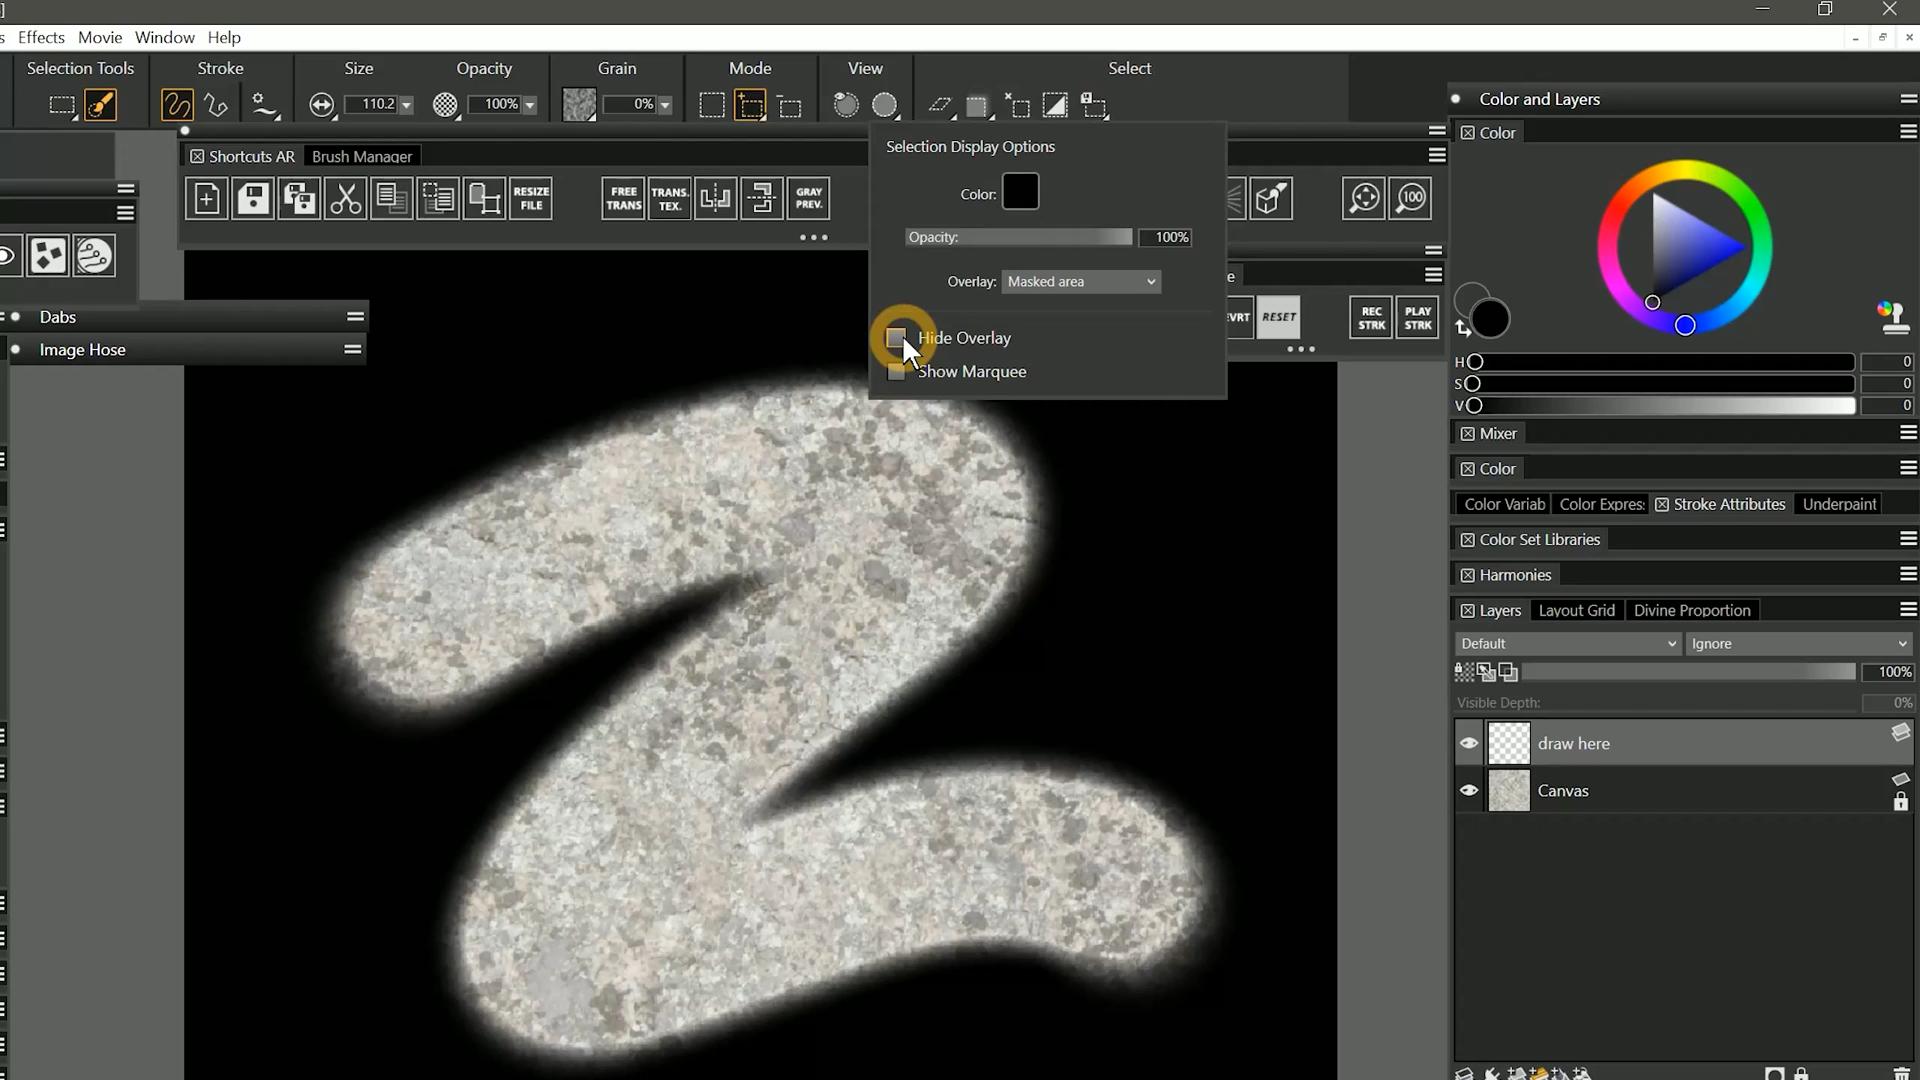 ]
s Effects Movie Window Help
Selection Tools Stroke Size Opacity Grain Mode View Select
110.2 100% 0%
Shortcuts AR Brush Manager
RESIZE FILE FREE TRANS TRANS. TEX. GRAY PREV. 100
Selection Display Options
Color:
Opacity: 100%
Overlay: Masked area
Hide Overlay
Show Marquee
e
VRT RESET REC STRK PLAY STRK
Dabs
Image Hose
Color and Layers
Color
H 0
S 0
V 0
Mixer
Color
Color Variab Color Expres: Stroke Attributes Underpaint
Color Set Libraries
Harmonies
Layers Layout Grid Divine Proportion
Default Ignore
100%
Visible Depth: 0%
draw here
Canvas